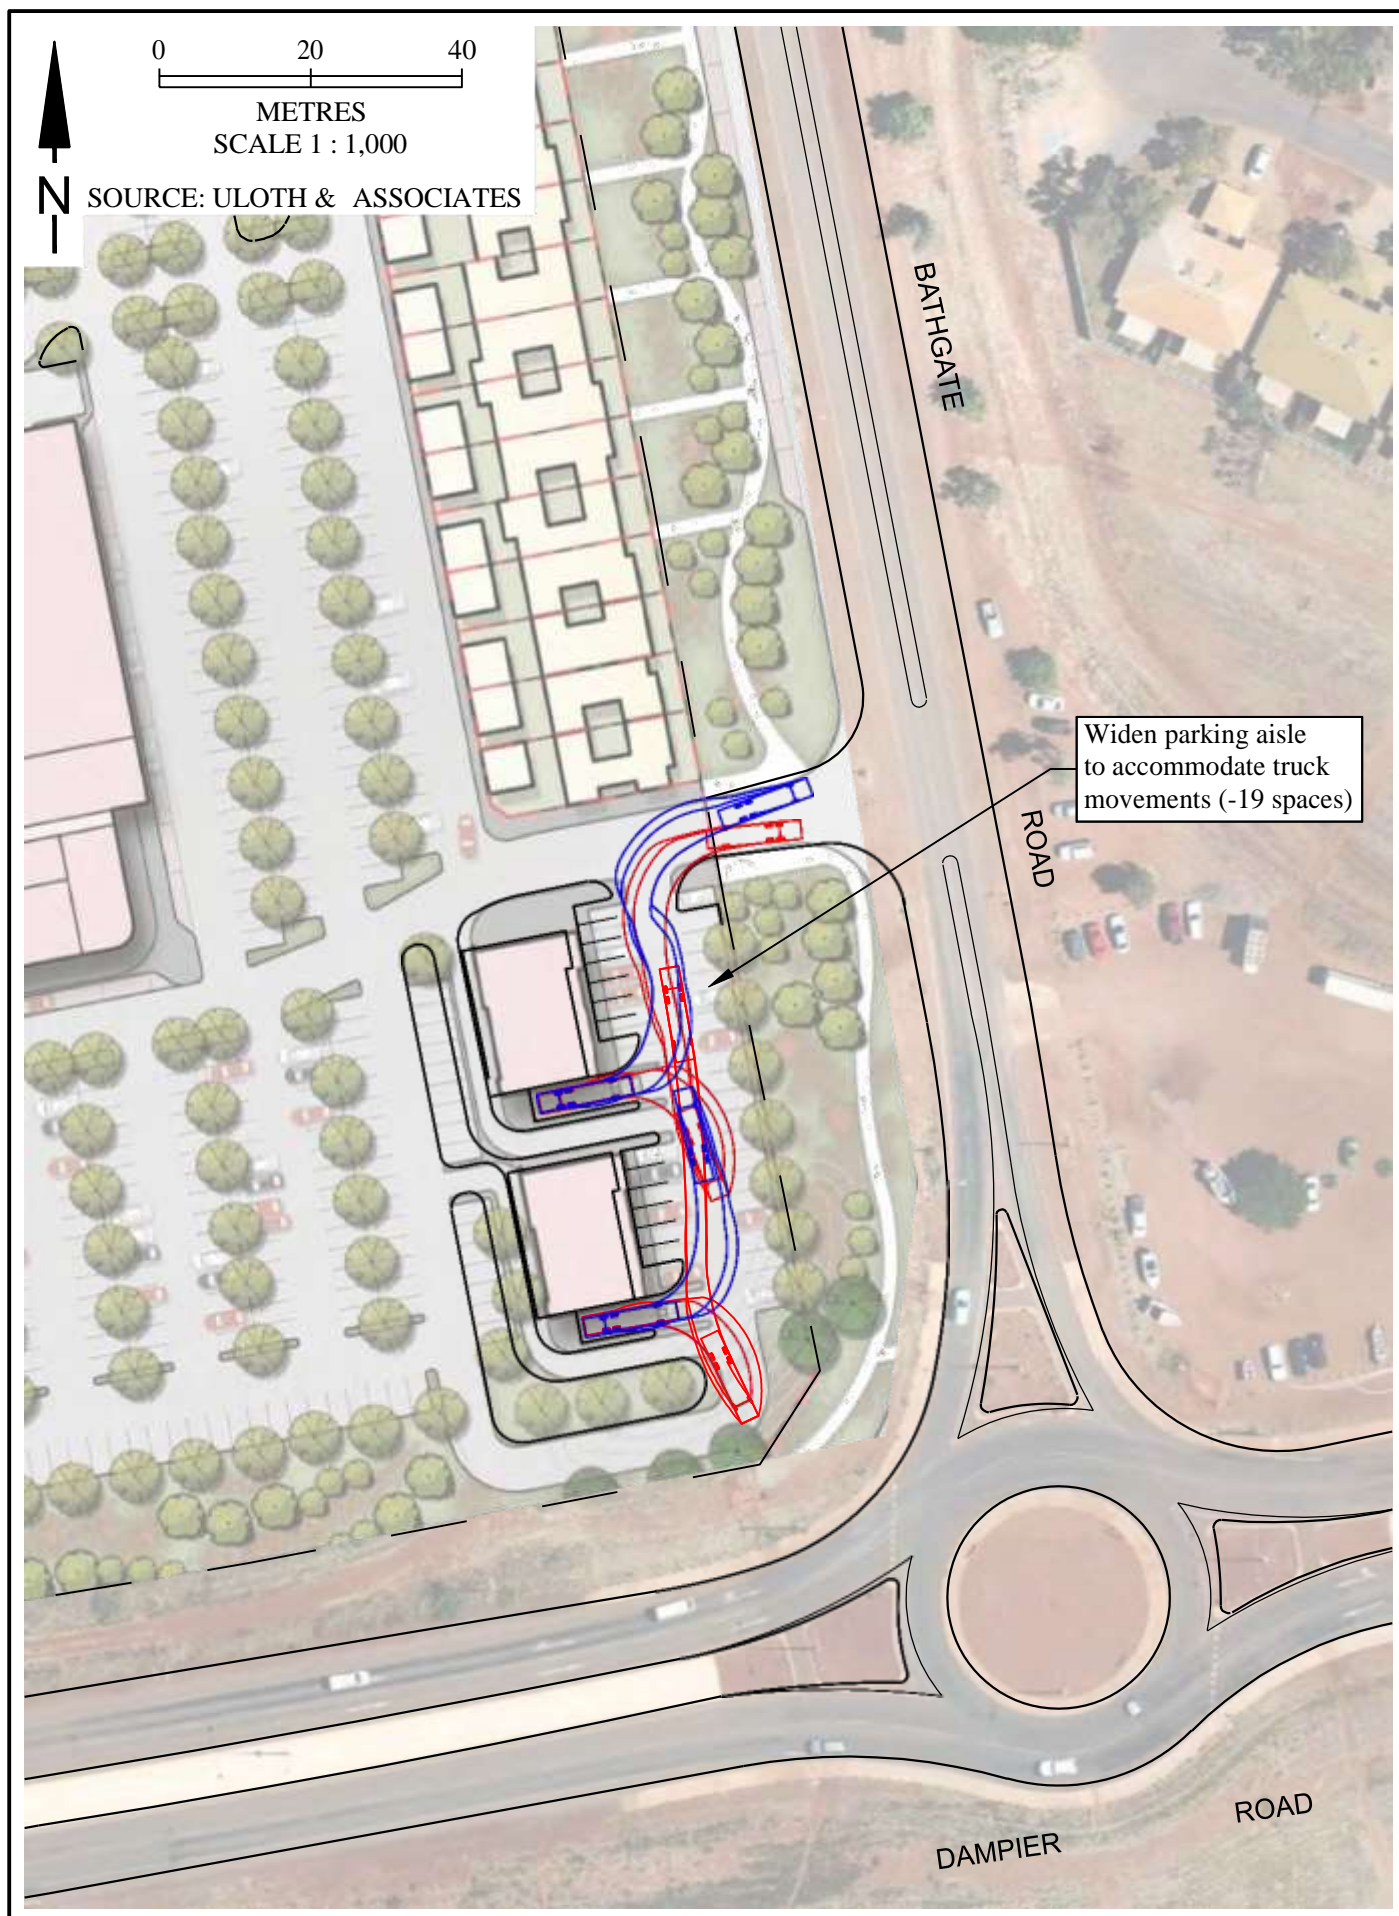 0 20 40
METRES
SCALE 1 : 1,000
N
SOURCE: ULOTH & ASSOCIATES
BATHGATE
ROAD
Widen parking aisle
to accommodate truck
movements (-19 spaces)
DAMPIER
ROAD